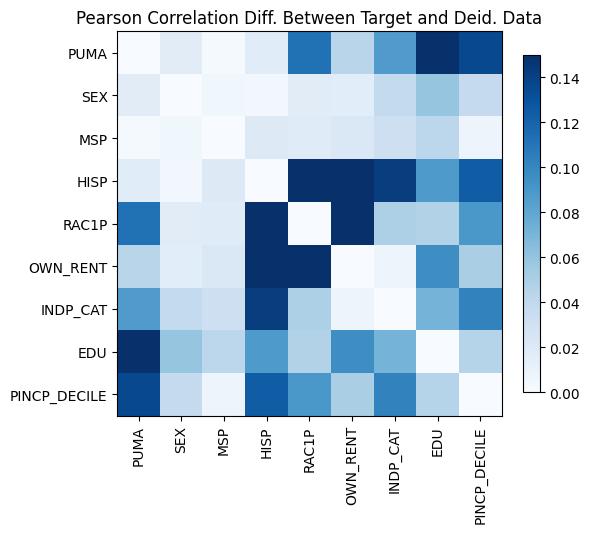 Pearson Correlation Diff. Between Target and Deid. Data
PUMA
SEX
MSP
HISP
RAC1P
OWN_RENT
INDP_CAT
EDU
PINCP_DECILE
PUMA
SEX
MSP
HISP
RAC1P
OWN_RENT
INDP_CAT
EDU
PINCP_DECILE
0.14
0.12
0.10
0.08
0.06
0.04
0.02
0.00